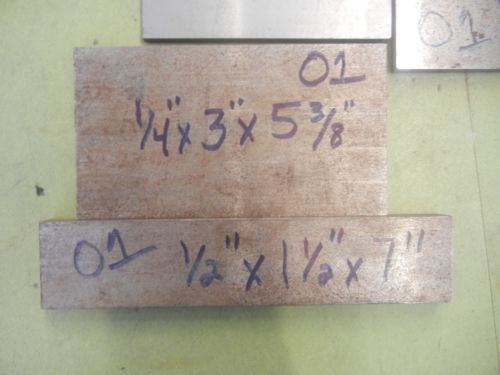 O1
O1
1/4" x 3" x 5 3/8"
O1 1/2" x 1 1/2" x 7"